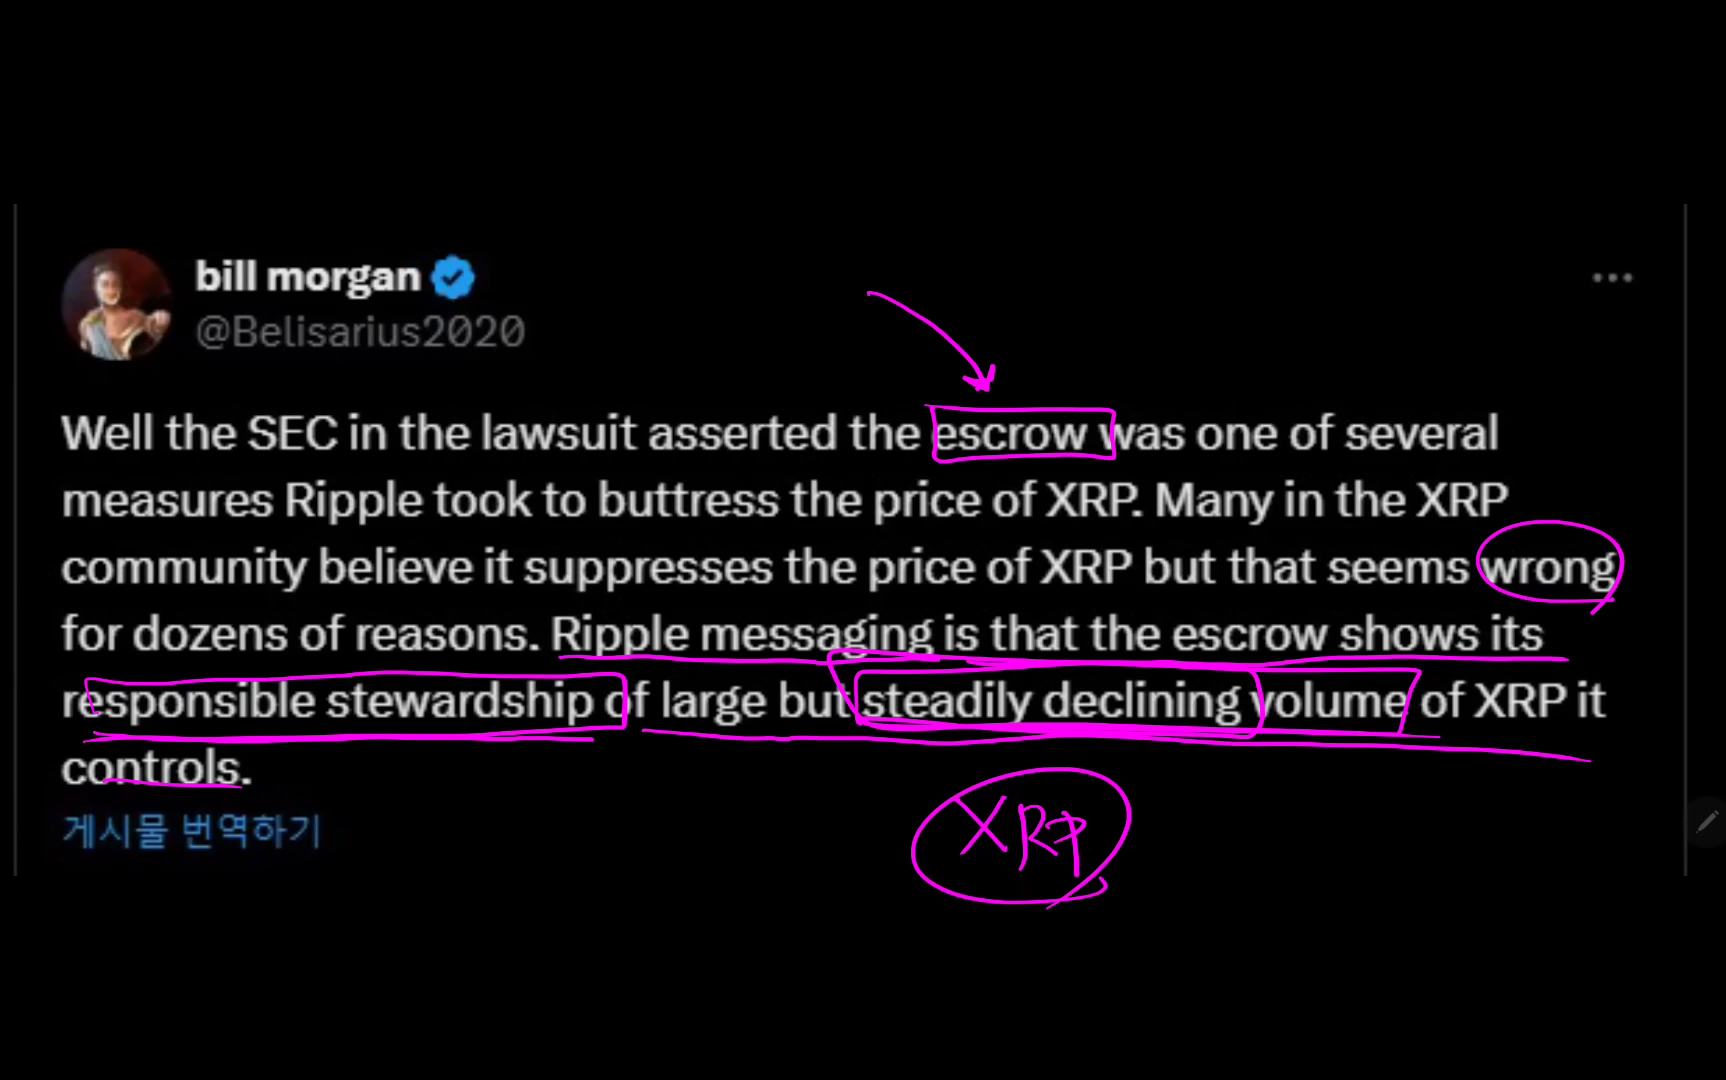 bill morgan
@Belisarius2020
Well the SEC in the lawsuit asserted the escrow was one of several
measures Ripple took to buttress the price of XRP. Many in the XRP
community believe it suppresses the price of XRP but that seems wrong
for dozens of reasons. Ripple messaging is that the escrow shows its
responsible stewardship of large but steadily declining volume of XRP it
controls.
게시물 번역하기
XRP